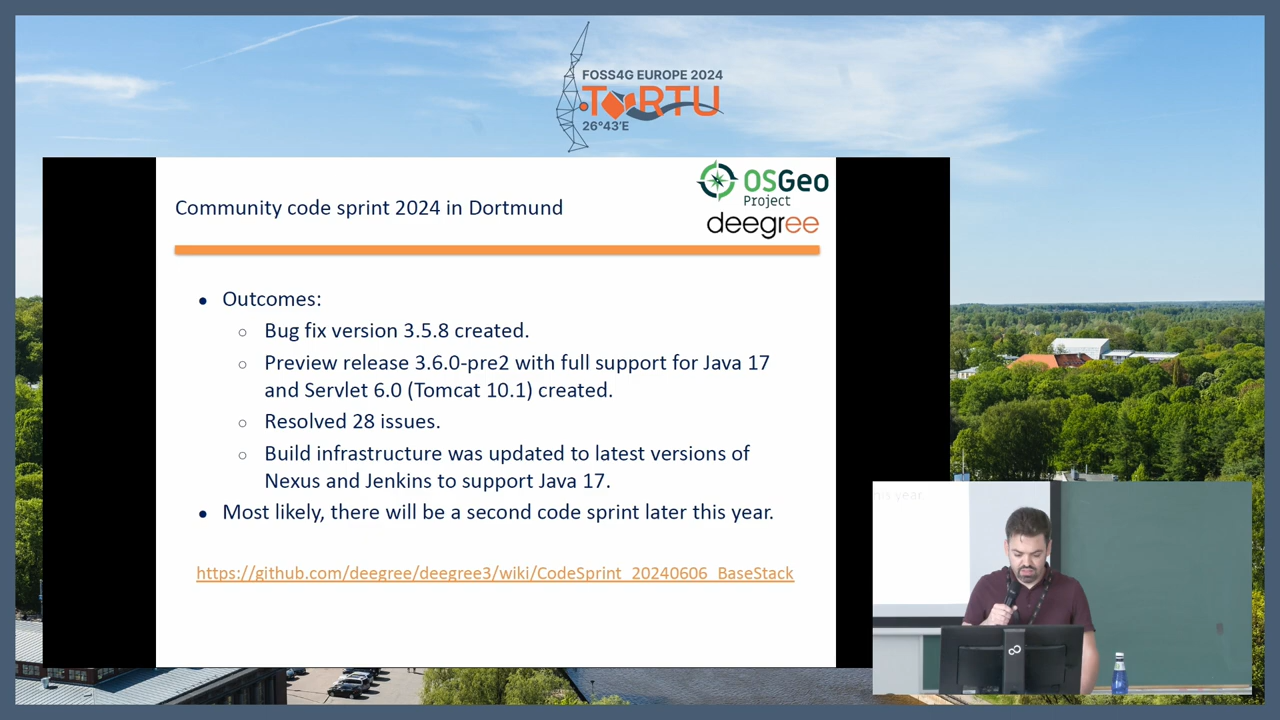 FOSS4G EUROPE 2024
TARTU
26°43'E
OSGeo
Project
deegree
Community code sprint 2024 in Dortmund
• Outcomes:
○ Bug fix version 3.5.8 created.
○ Preview release 3.6.0-pre2 with full support for Java 17
and Servlet 6.0 (Tomcat 10.1) created.
○ Resolved 28 issues.
○ Build infrastructure was updated to latest versions of
Nexus and Jenkins to support Java 17.
• Most likely, there will be a second code sprint later this year.
https://github.com/deegree/deegree3/wiki/CodeSprint_20240606_BaseStack
his year